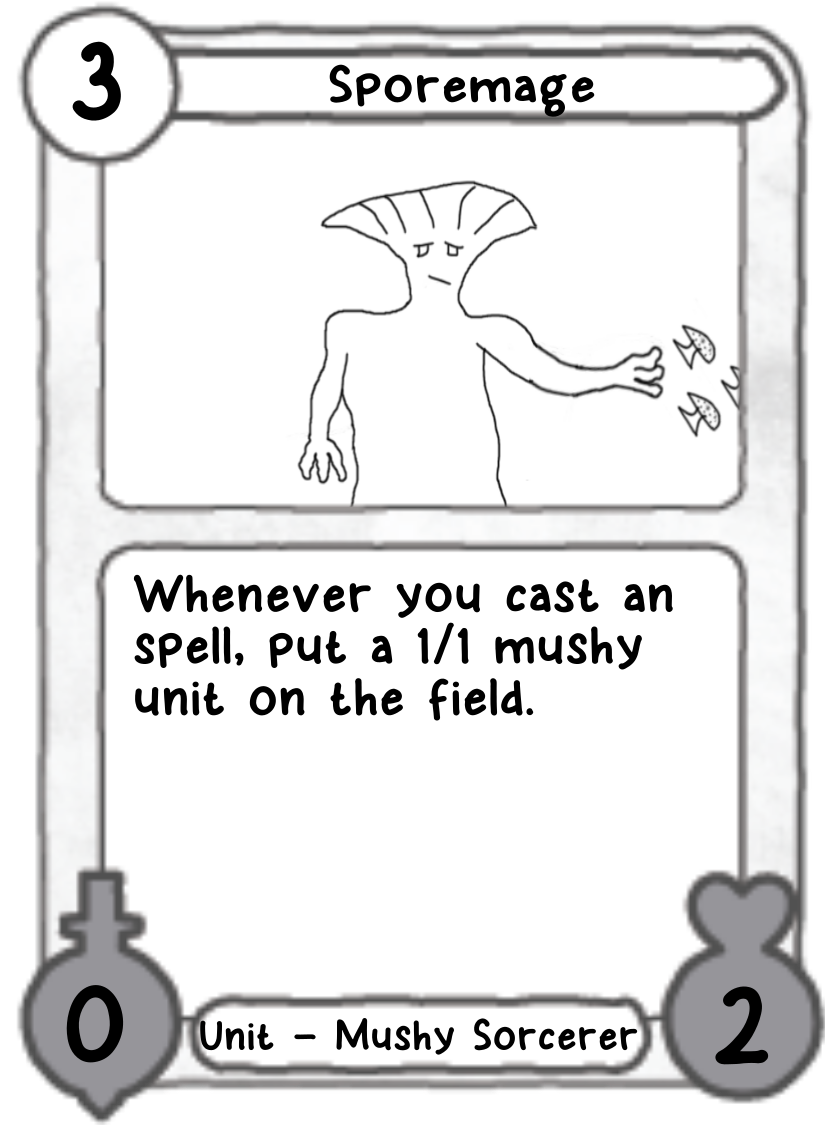 3
Sporemage
Whenever you cast an
spell, put a 1/1 mushy
unit on the field.
0
Unit - Mushy Sorcerer
2